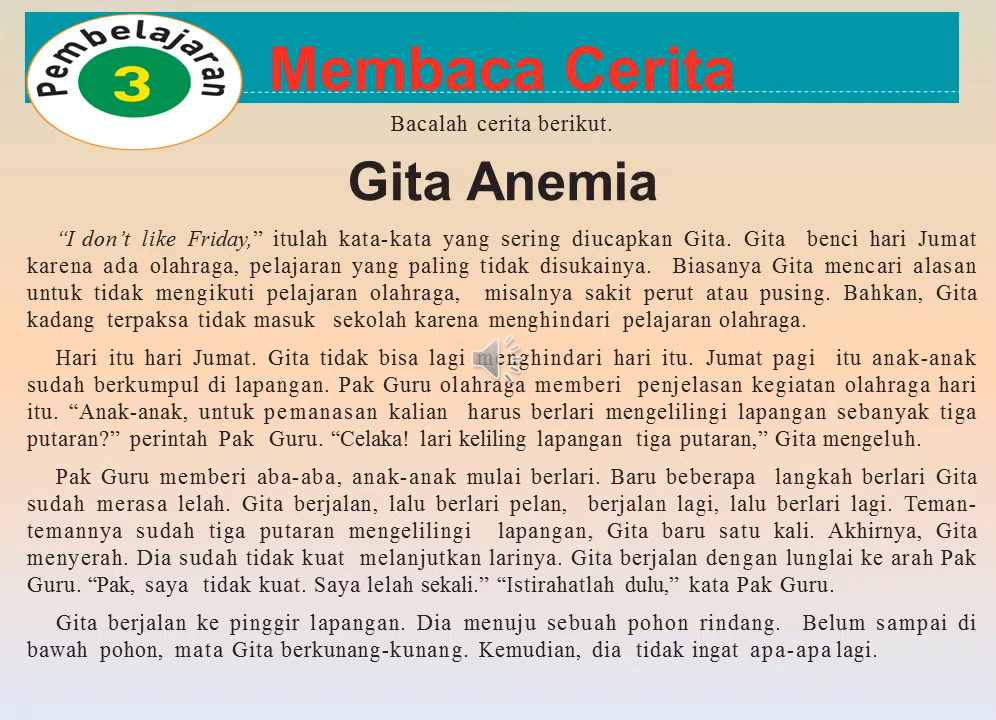 Pembelajaran
3
Membaca Cerita
Bacalah cerita berikut.
Gita Anemia
“I don’t like Friday,” itulah kata-kata yang sering diucapkan Gita. Gita benci hari Jumat
karena ada olahraga, pelajaran yang paling tidak disukainya. Biasanya Gita mencari alasan
untuk tidak mengikuti pelajaran olahraga, misalnya sakit perut atau pusing. Bahkan, Gita
kadang terpaksa tidak masuk sekolah karena menghindari pelajaran olahraga.
Hari itu hari Jumat. Gita tidak bisa lagi menghindari hari itu. Jumat pagi itu anak-anak
sudah berkumpul di lapangan. Pak Guru olahraga memberi penjelasan kegiatan olahraga hari
itu. “Anak-anak, untuk pemanasan kalian harus berlari mengelilingi lapangan sebanyak tiga
putaran?” perintah Pak Guru. “Celaka! lari keliling lapangan tiga putaran,” Gita mengeluh.
Pak Guru memberi aba-aba, anak-anak mulai berlari. Baru beberapa langkah berlari Gita
sudah merasa lelah. Gita berjalan, lalu berlari pelan, berjalan lagi, lalu berlari lagi. Teman-
temannya sudah tiga putaran mengelilingi lapangan, Gita baru satu kali. Akhirnya, Gita
menyerah. Dia sudah tidak kuat melanjutkan larinya. Gita berjalan dengan lunglai ke arah Pak
Guru. “Pak, saya tidak kuat. Saya lelah sekali.” “Istirahatlah dulu,” kata Pak Guru.
Gita berjalan ke pinggir lapangan. Dia menuju sebuah pohon rindang. Belum sampai di
bawah pohon, mata Gita berkunang-kunang. Kemudian, dia tidak ingat apa-apa lagi.